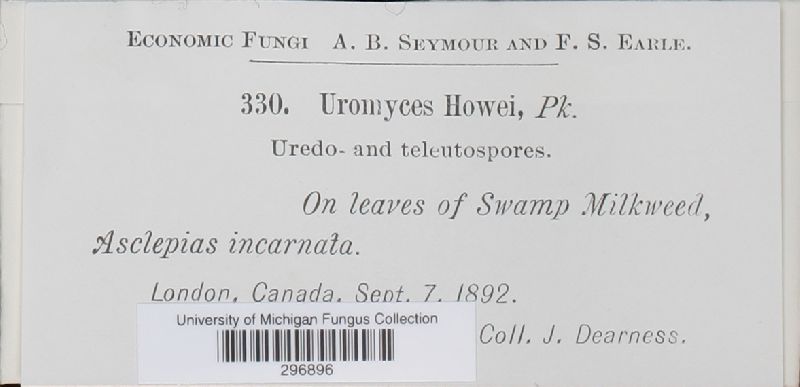 Economic Fungi A. B. Seymour and F. S. Earle.
330. Uromyces Howei, Pk.
Uredo- and teleutospores.
On leaves of Swamp Milkweed,
Asclepias incarnata.
London, Canada, Sept. 7, 1892.
University of Michigan Fungus Collection
Coll. J. Dearness.
296896